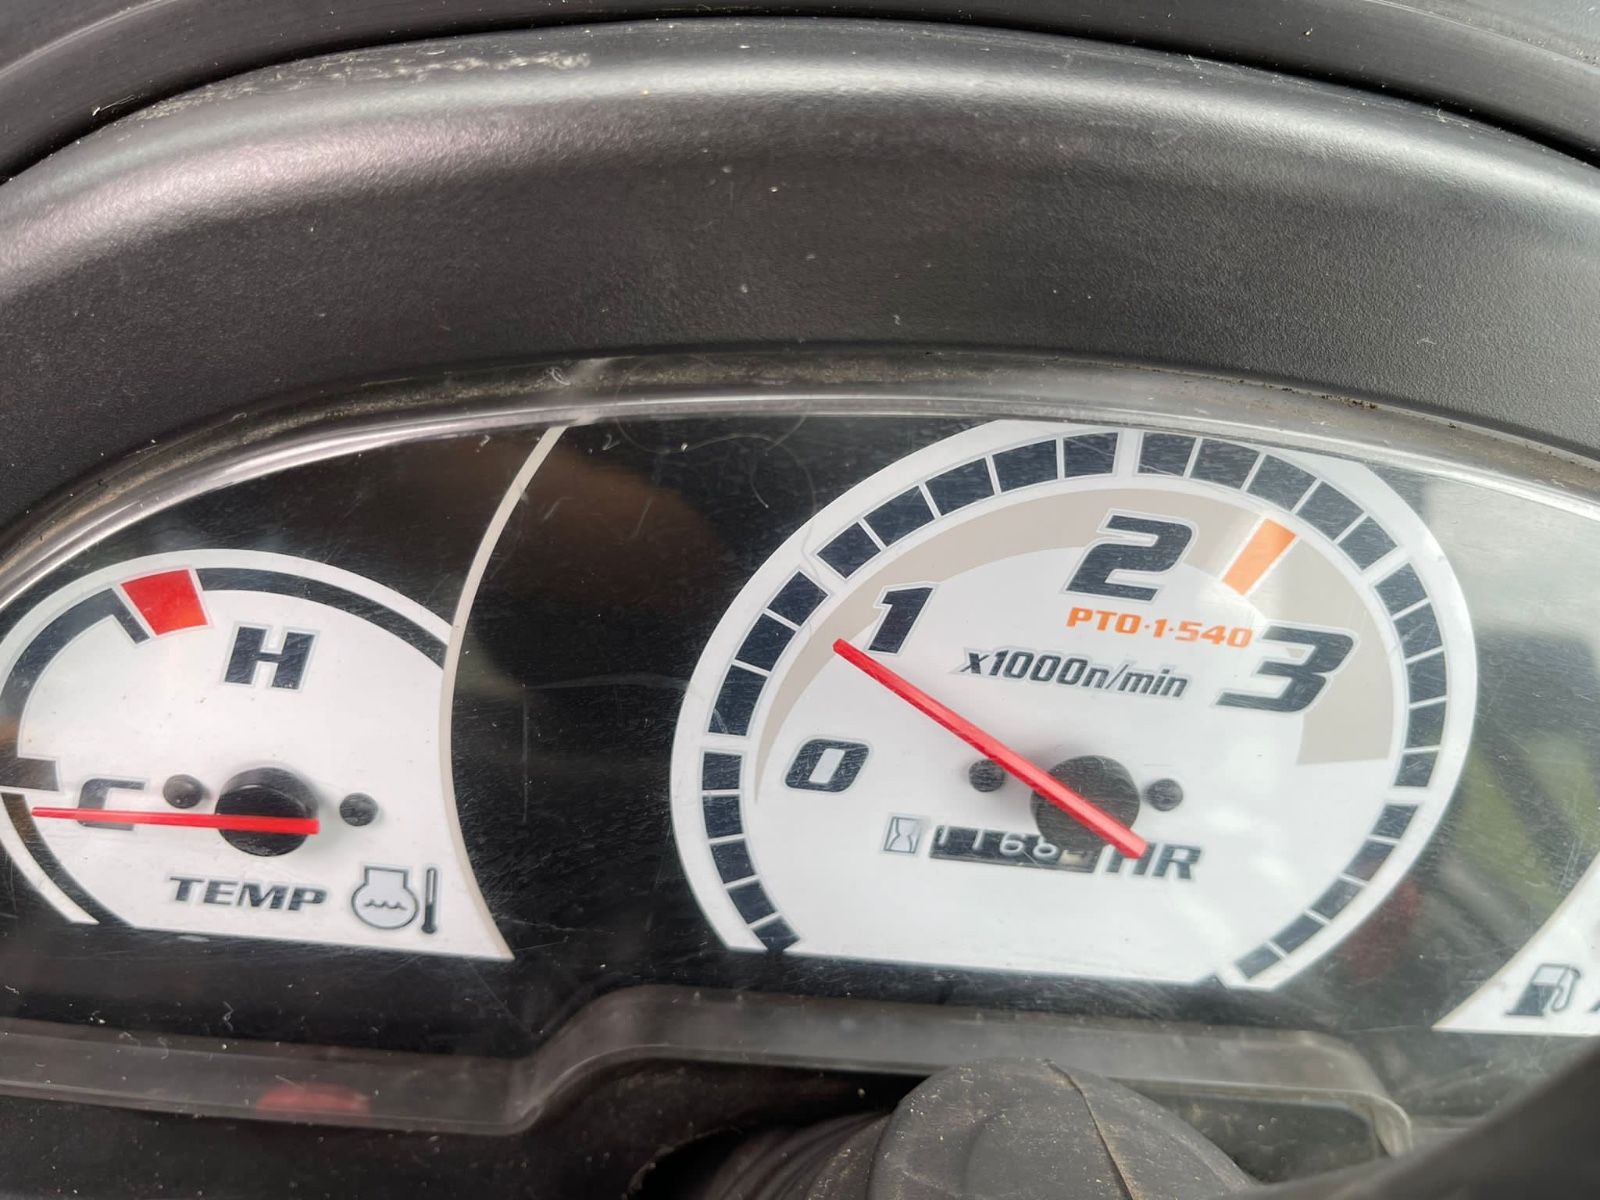 H
C
TEMP
0
1
2
3
PTO·1·540
x1000n/min
HR